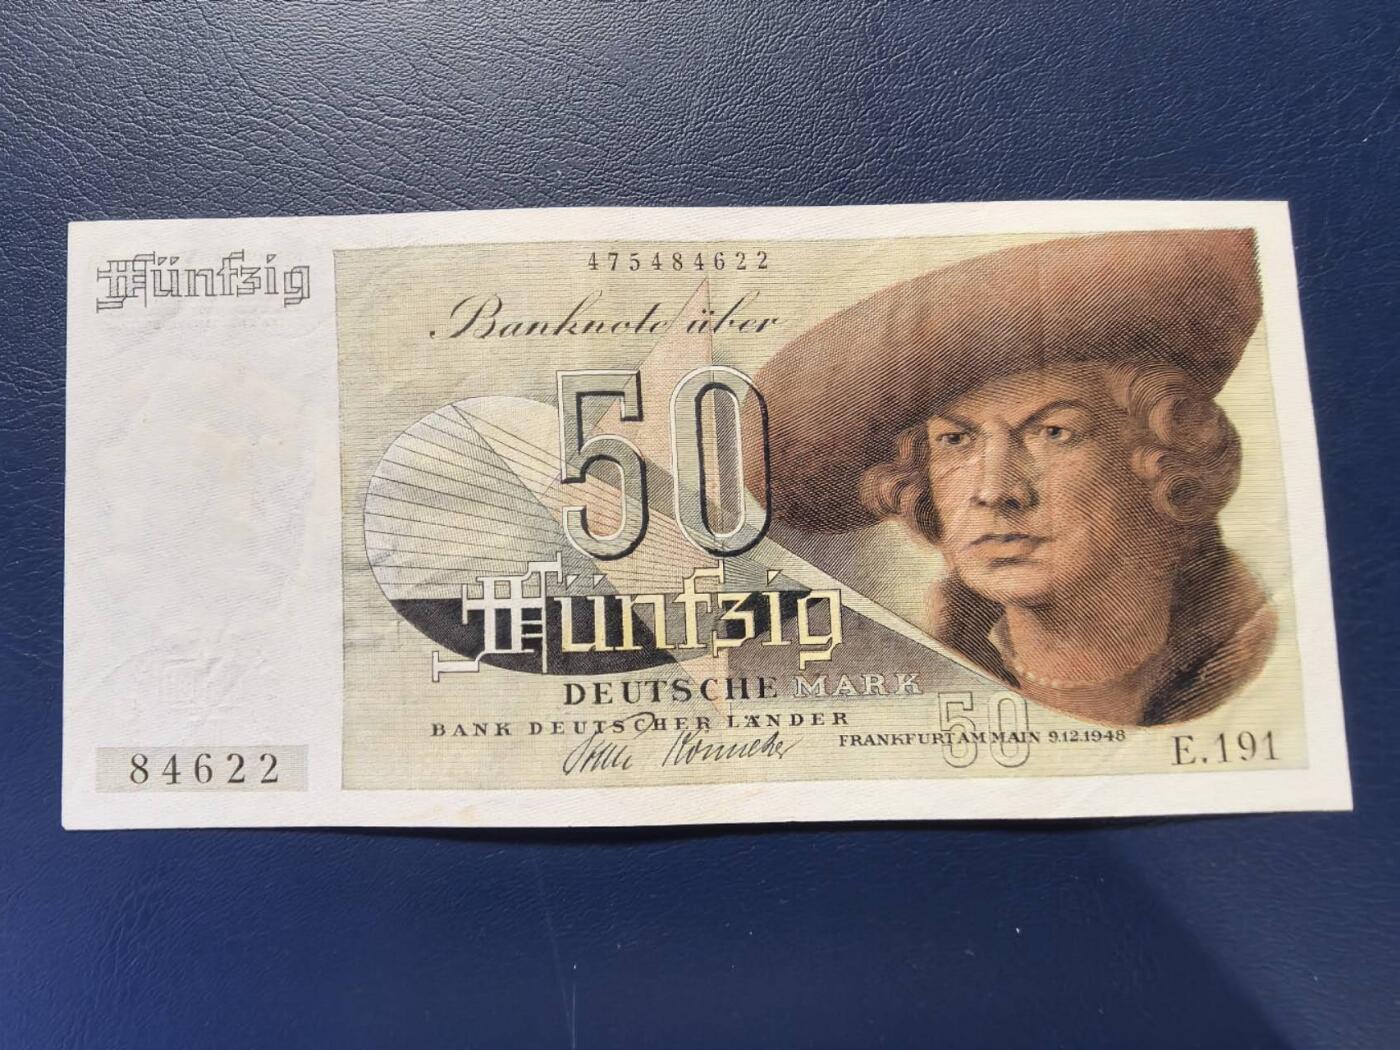 Fünfzig
475484622
Banknote über
50
Fünfzig
DEUTSCHE MARK
BANK DEUTSCHER LÄNDER
50
FRANKFURT AM MAIN 9.12.1948
E.191
84622